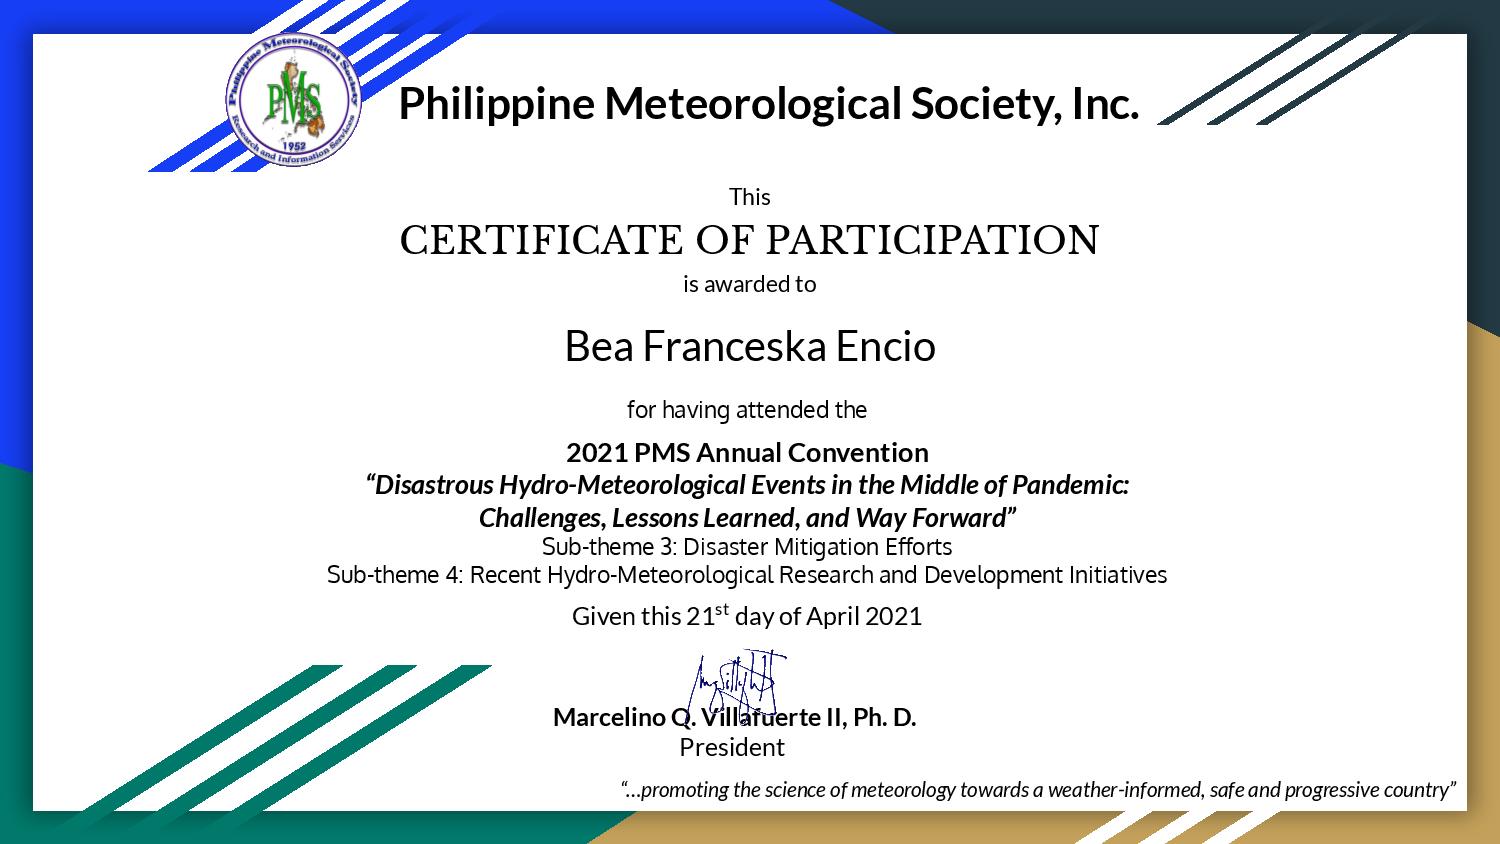 Philippine Meteorological Society
PMS
1952
Research and Information Services
Philippine Meteorological Society, Inc.
This
CERTIFICATE OF PARTICIPATION
is awarded to
Bea Franceska Encio
for having attended the
2021 PMS Annual Convention
“Disastrous Hydro-Meteorological Events in the Middle of Pandemic:
Challenges, Lessons Learned, and Way Forward”
Sub-theme 3: Disaster Mitigation Efforts
Sub-theme 4: Recent Hydro-Meteorological Research and Development Initiatives
Given this 21st day of April 2021
Marcelino Q. Villafuerte II, Ph. D.
President
“...promoting the science of meteorology towards a weather-informed, safe and progressive country”